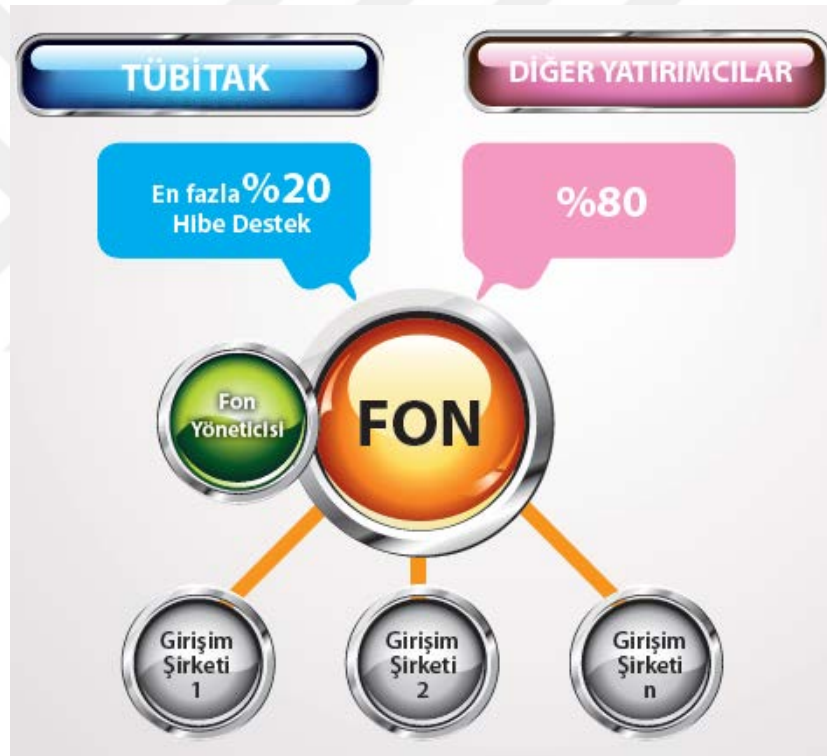 TÜBİTAK
DİĞER YATIRIMCILAR
En fazla %20
Hibe Destek
%80
Fon
Yöneticisi
FON
Girişim
Şirketi
1
Girişim
Şirketi
2
Girişim
Şirketi
n